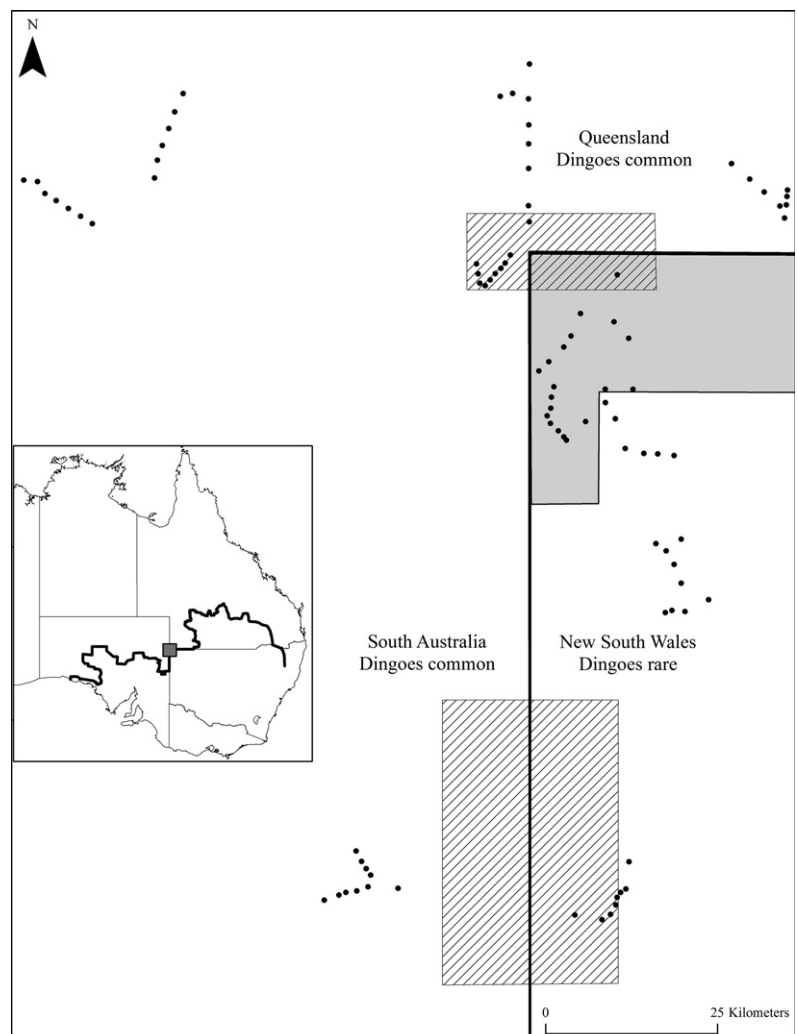 N
Queensland
Dingoes common
South Australia
Dingoes common
New South Wales
Dingoes rare
0
25 Kilometers